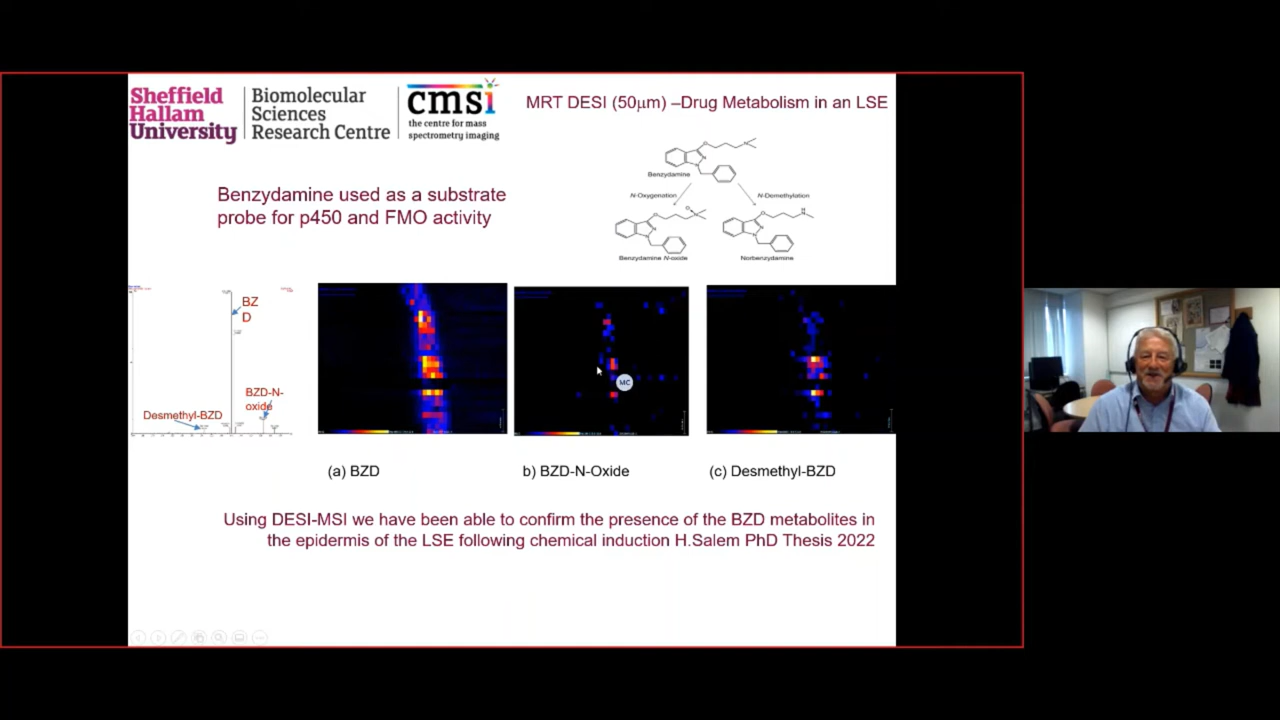 Sheffield
Hallam
University
Biomolecular
Sciences
Research Centre
cmsi
the centre for mass
spectrometry imaging
MRT DESI (50µm) –Drug Metabolism in an LSE
Benzydamine used as a substrate
probe for p450 and FMO activity
Benzydamine
N-Oxygenation
N-Demethylation
Benzydamine N-oxide
Norbenzydamine
BZ
D
BZD-N-
oxide
Desmethyl-BZD
MC
(a) BZD
b) BZD-N-Oxide
(c) Desmethyl-BZD
Using DESI-MSI we have been able to confirm the presence of the BZD metabolites in
the epidermis of the LSE following chemical induction H.Salem PhD Thesis 2022